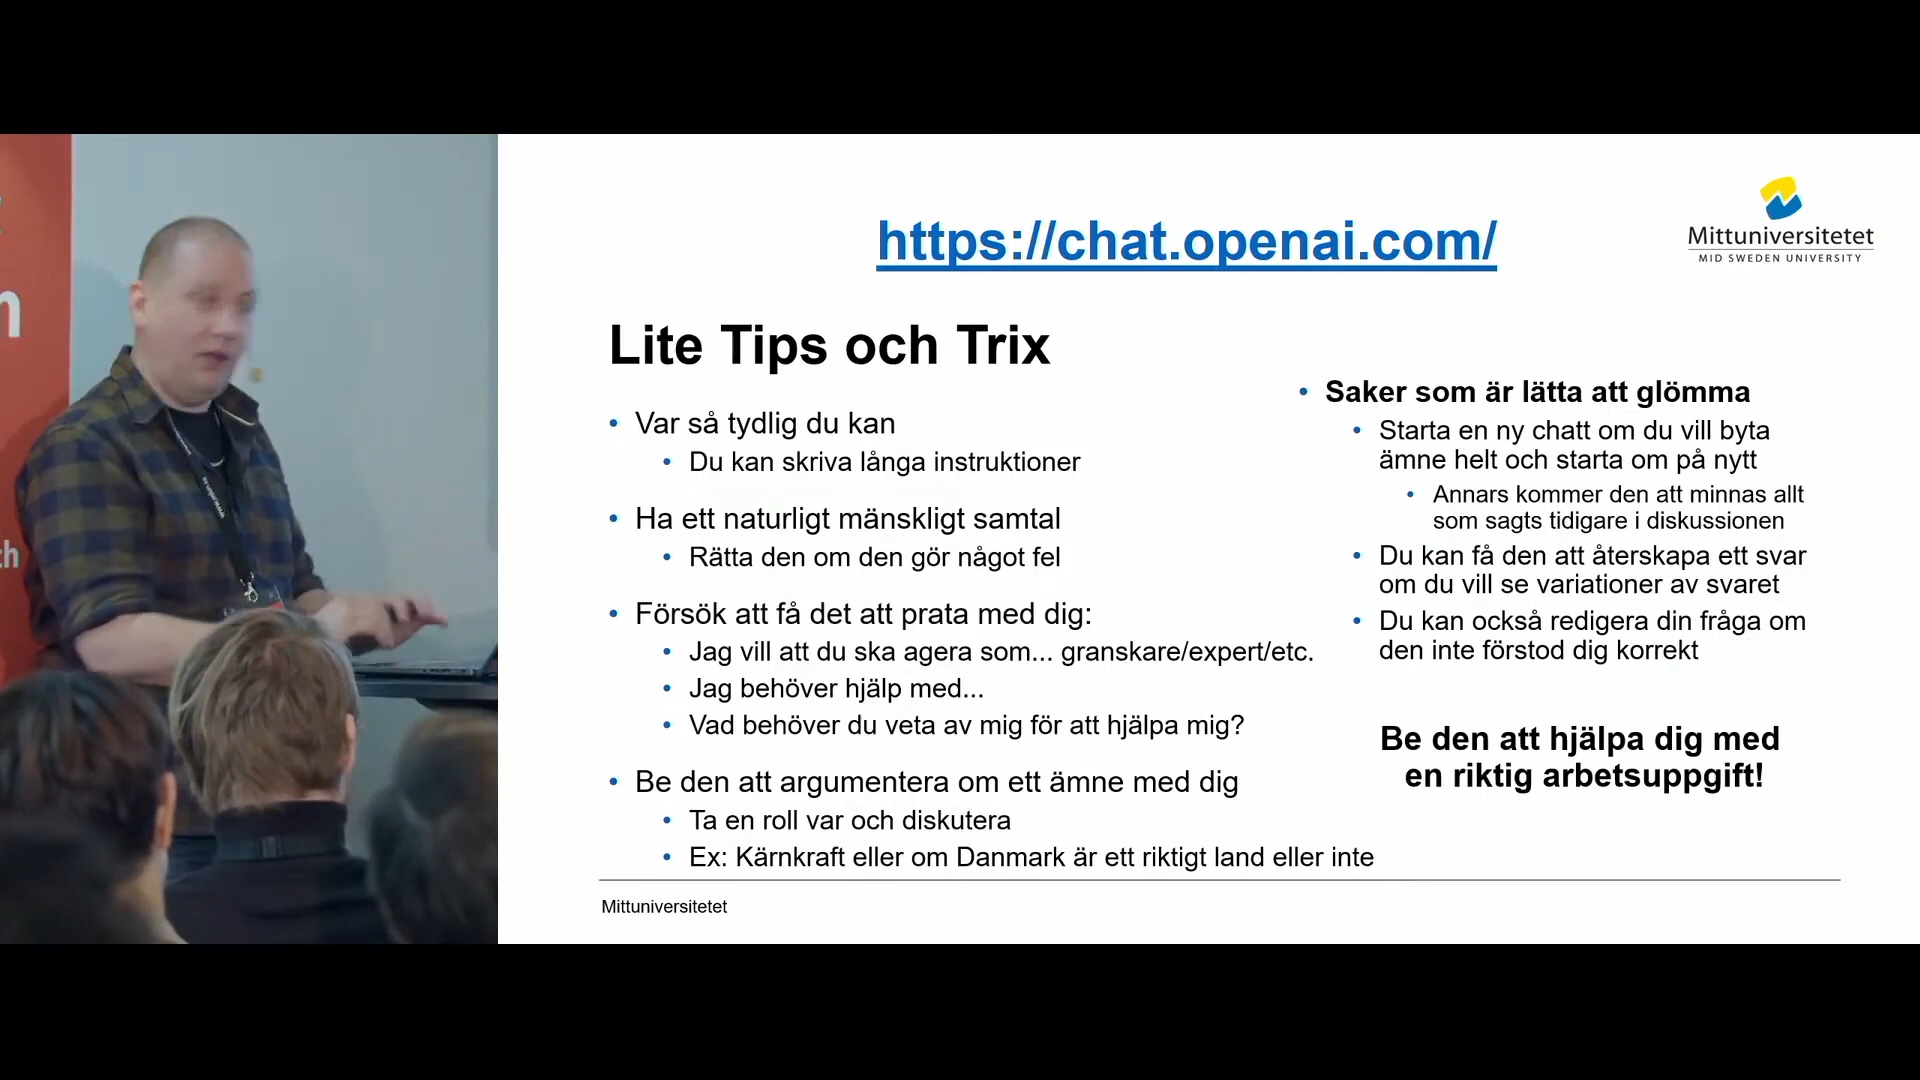 https://chat.openai.com/
Mittuniversitetet
MID SWEDEN UNIVERSITY
Lite Tips och Trix
Var så tydlig du kan
Du kan skriva långa instruktioner
Ha ett naturligt mänskligt samtal
Rätta den om den gör något fel
Försök att få det att prata med dig:
Jag vill att du ska agera som... granskare/expert/etc.
Jag behöver hjälp med...
Vad behöver du veta av mig för att hjälpa mig?
Be den att argumentera om ett ämne med dig
Ta en roll var och diskutera
Ex: Kärnkraft eller om Danmark är ett riktigt land eller inte
Saker som är lätta att glömma
Starta en ny chatt om du vill byta
ämne helt och starta om på nytt
Annars kommer den att minnas allt
som sagts tidigare i diskussionen
Du kan få den att återskapa ett svar
om du vill se variationer av svaret
Du kan också redigera din fråga om
den inte förstod dig korrekt
Be den att hjälpa dig med
en riktig arbetsuppgift!
Mittuniversitetet